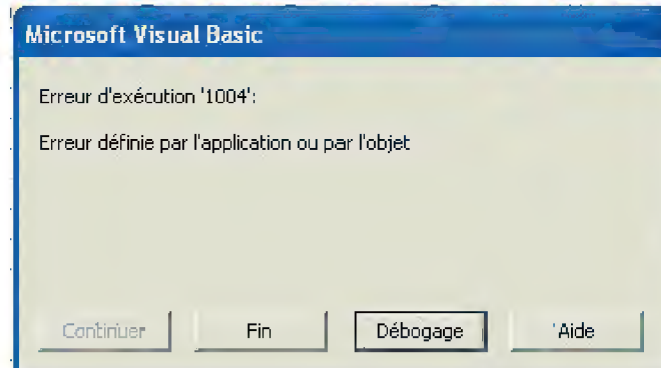 Microsoft Visual Basic
Erreur d'exécution '1004':
Erreur définie par l'application ou par l'objet
Continuer
Fin
Débogage
Aide